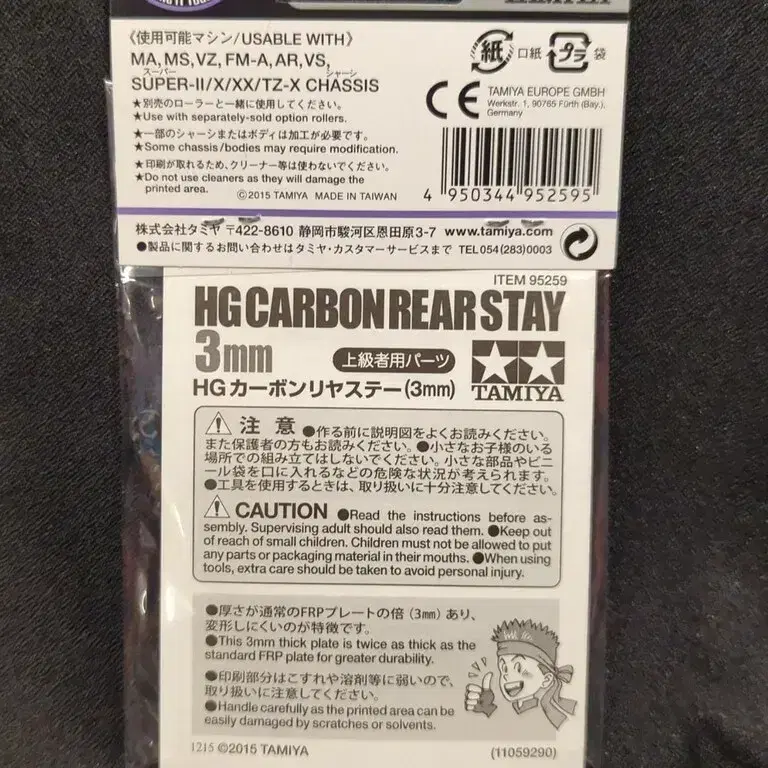 《使用可能マシン/USABLE WITH》
MA, MS, VZ, FM-A, AR, VS,
スーパー シャーシ
SUPER-II/X/XX/TZ-X CHASSIS
★別売のローラーと一緒に使用してください。
★Use with separately-sold option rollers.
★一部のシャーシまたはボディは加工が必要です。
★Some chassis/bodies may require modification.
★印刷が取れるため、クリーナー等は使わないでください。
★Do not use cleaners as they will damage the
printed area.
©2015 TAMIYA MADE IN TAIWAN
紙 口紙 プラ 袋
CE TAMIYA EUROPE GMBH
Werkstr. 1, 90765 Fürth (Bay.),
Germany
4 950344 952595
株式会社タミヤ 〒422-8610 静岡市駿河区恩田原3-7 www.tamiya.com
●製品に関するお問い合わせはタミヤ・カスタマーサービスまで TEL 054(283)0003
ITEM 95259
HG CARBON REAR STAY
3mm
上級者用パーツ
HG カーボンリヤステー(3mm)
TAMIYA
注意 ●作る前に説明図をよくお読みください。
また保護者の方もお読みください。●小さなお子様のいる
場所での組み立てはしないでください。小さな部品やビニ
ール袋を口に入れるなどの危険な状況が考えられます。
●工具を使用するときは、取り扱いに十分注意してください。
CAUTION ●Read the instructions before as-
sembly. Supervising adult should also read them. ●Keep out
of reach of small children. Children must not be allowed to put
any parts or packaging material in their mouths. ●When using
tools, extra care should be taken to avoid personal injury.
●厚さが通常のFRPプレートの倍(3mm)あり、
変形しにくいのが特徴です。
●This 3mm thick plate is twice as thick as the
standard FRP plate for greater durability.
●印刷部分はこすれや溶剤等に弱いので、
取り扱いに注意してください。
●Handle carefully as the printed area can be
easily damaged by scratches or solvents.
1215 ©2015 TAMIYA
(11059290)